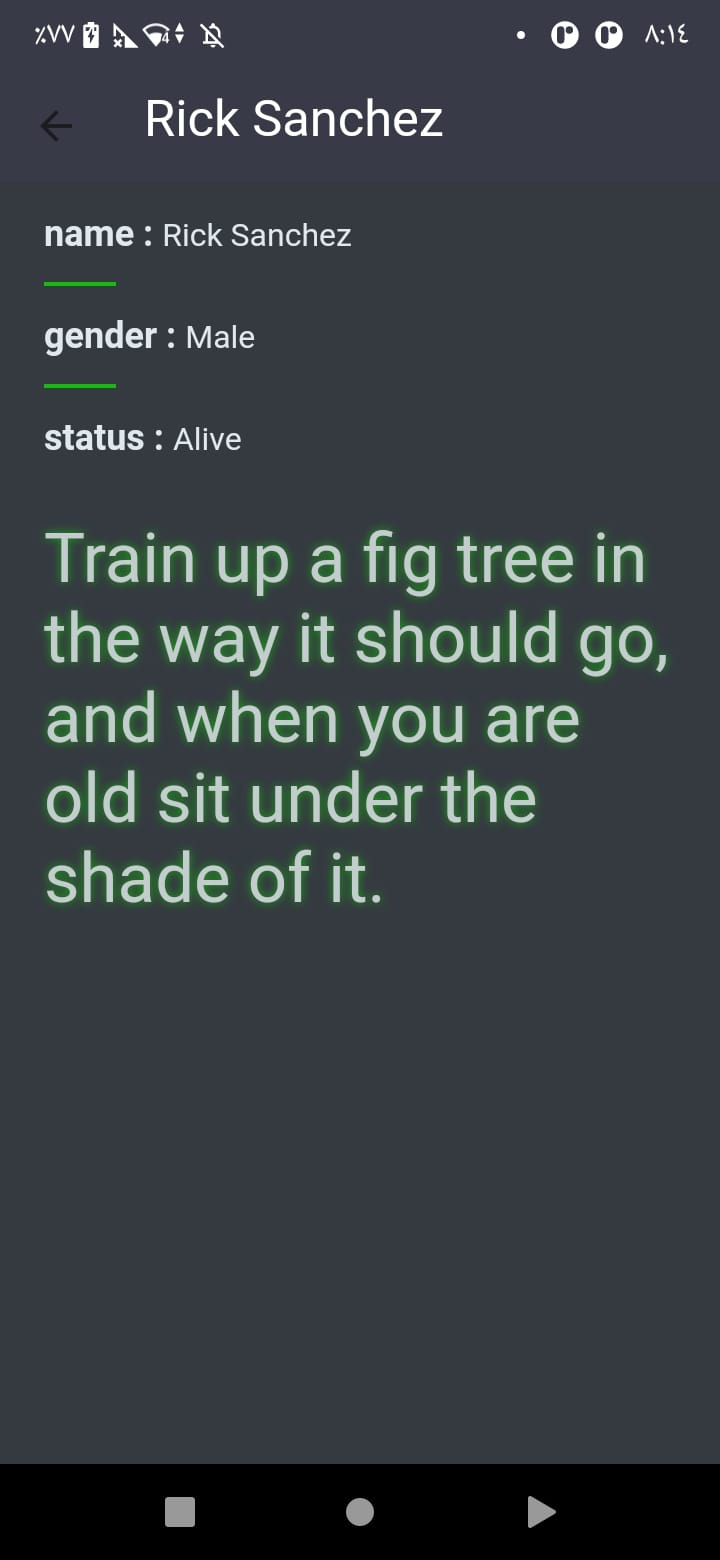 ٪٧٧ ٨:١٤
Rick Sanchez
name : Rick Sanchez
gender : Male
status : Alive
Train up a fig tree in
the way it should go,
and when you are
old sit under the
shade of it.